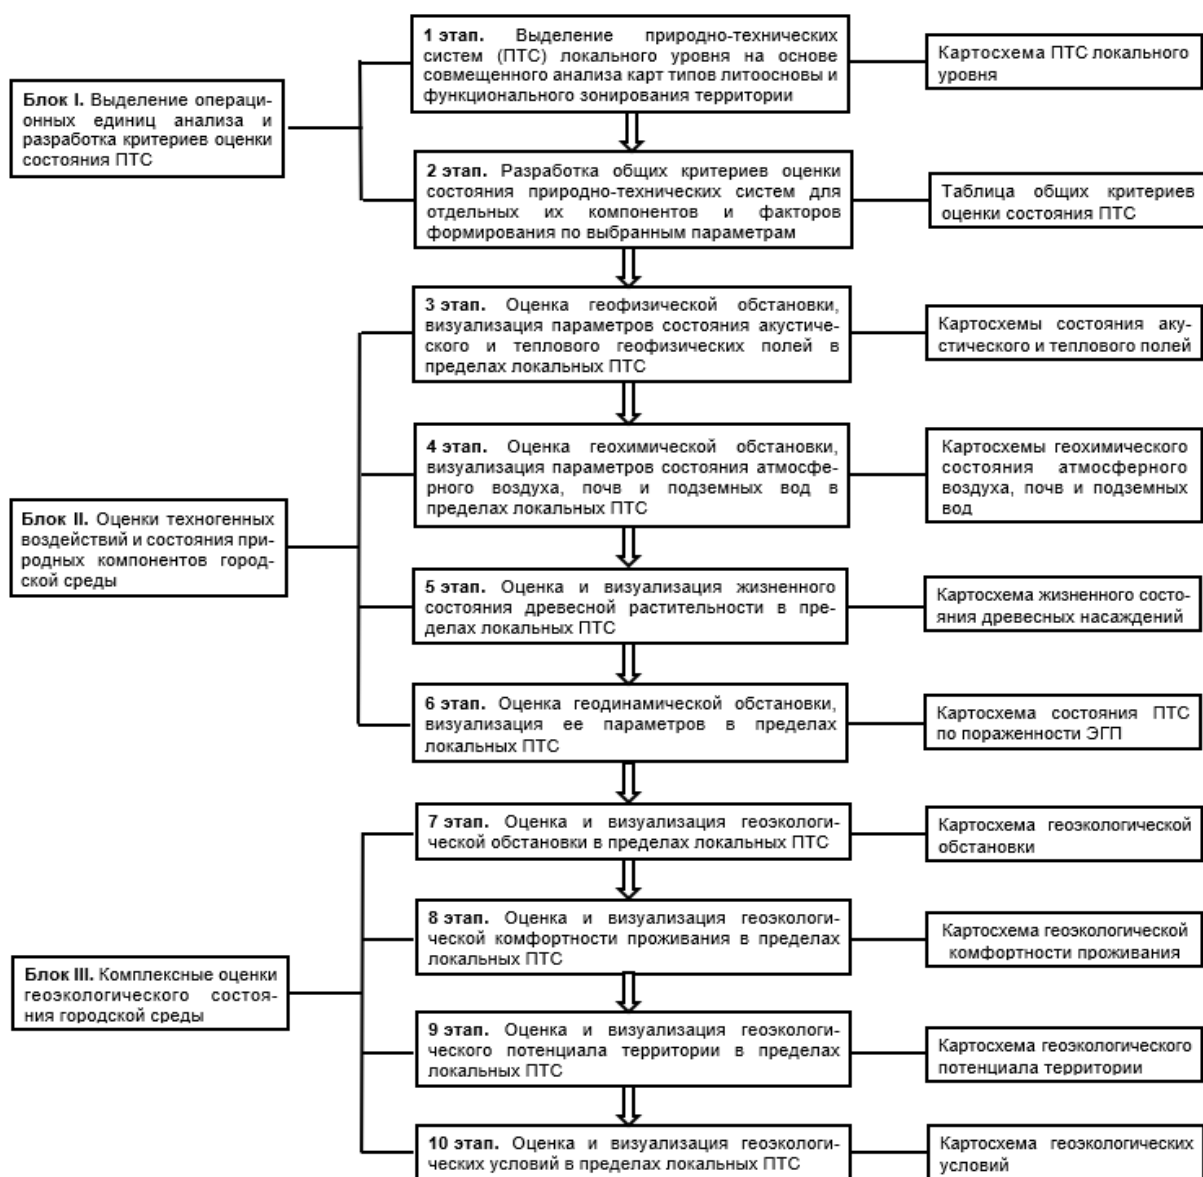 Блок I. Выделение операци-
онных единиц анализа и
разработка критериев оценки
состояния ПТС
1 этап. Выделение природно-технических
систем (ПТС) локального уровня на основе
совмещенного анализа карт типов литоосновы и
функционального зонирования территории
Картосхема ПТС локального
уровня
2 этап. Разработка общих критериев оценки
состояния природно-технических систем для
отдельных их компонентов и факторов
формирования по выбранным параметрам
Таблица общих критериев
оценки состояния ПТС
Блок II. Оценки техногенных
воздействий и состояния при-
родных компонентов город-
ской среды
3 этап. Оценка геофизической обстановки,
визуализация параметров состояния акустиче-
ского и теплового геофизических полей в
пределах локальных ПТС
Картосхемы состояния аку-
стического и теплового полей
4 этап. Оценка геохимической обстановки,
визуализация параметров состояния атмосфе-
рного воздуха, почв и подземных вод в
пределах локальных ПТС
Картосхемы геохимического
состояния атмосферного
воздуха, почв и подземных
вод
5 этап. Оценка и визуализация жизненного
состояния древесной растительности в пре-
делах локальных ПТС
Картосхема жизненного состо-
яния древесных насаждений
6 этап. Оценка геодинамической обстановки,
визуализация ее параметров в пределах
локальных ПТС
Картосхема состояния ПТС
по пораженности ЭГП
Блок III. Комплексные оценки
геоэкологического состоя-
ния городской среды
7 этап. Оценка и визуализация геоэкологи-
ческой обстановки в пределах локальных ПТС
Картосхема геоэкологической
обстановки
8 этап. Оценка и визуализация геоэкологи-
ческой комфортности проживания в пределах
локальных ПТС
Картосхема геоэкологической
комфортности проживания
9 этап. Оценка и визуализация геоэкологи-
ческого потенциала территории в пределах
локальных ПТС
Картосхема геоэкологического
потенциала территории
10 этап. Оценка и визуализация геоэкологи-
ческих условий в пределах локальных ПТС
Картосхема геоэкологических
условий